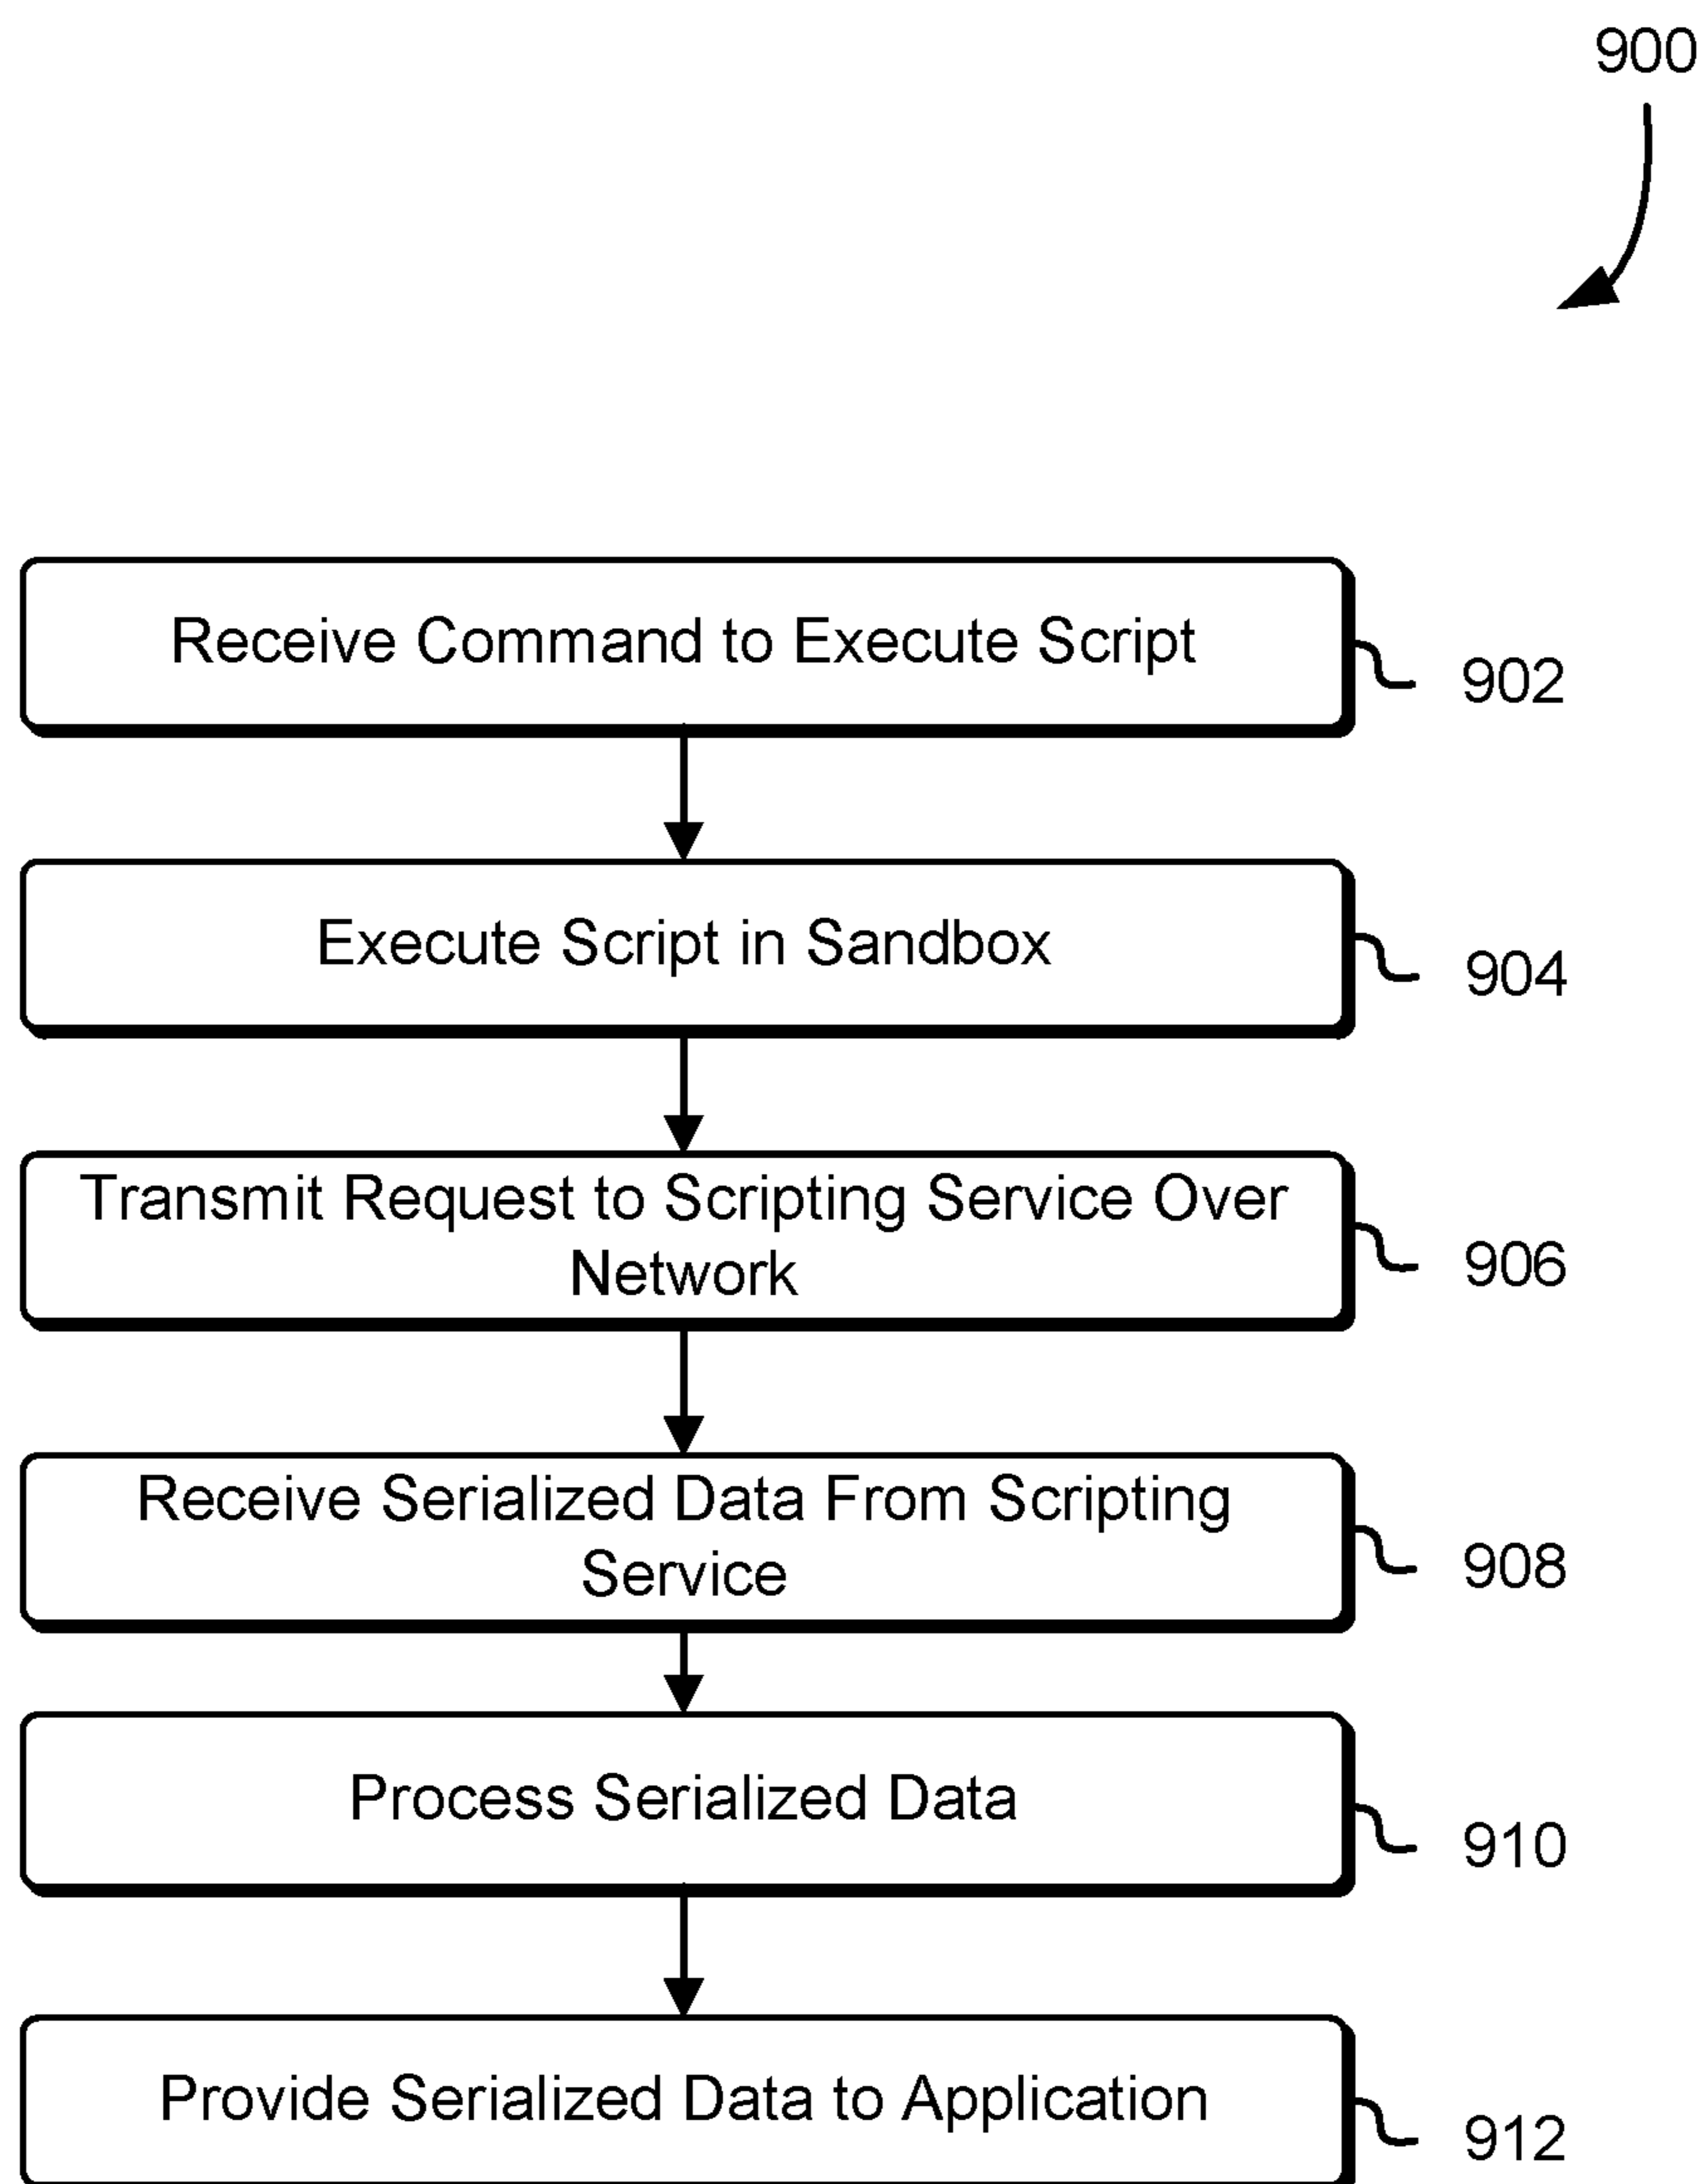 900
Receive Command to Execute Script
902
Execute Script in Sandbox
904
Transmit Request to Scripting Service Over
Network
906
Receive Serialized Data From Scripting
Service
908
Process Serialized Data
910
Provide Serialized Data to Application
912